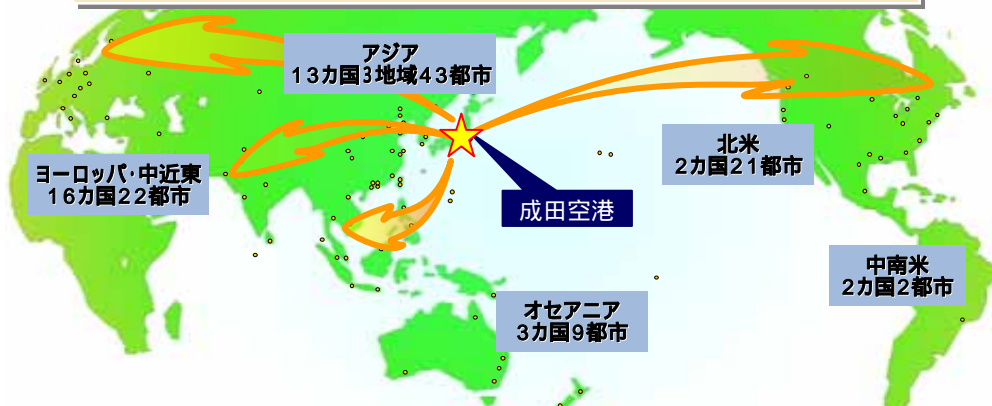 アジア
13カ国3地域43都市
ヨーロッパ・中近東
16カ国22都市
北米
2カ国21都市
成田空港
中南米
2カ国2都市
オセアニア
3カ国9都市